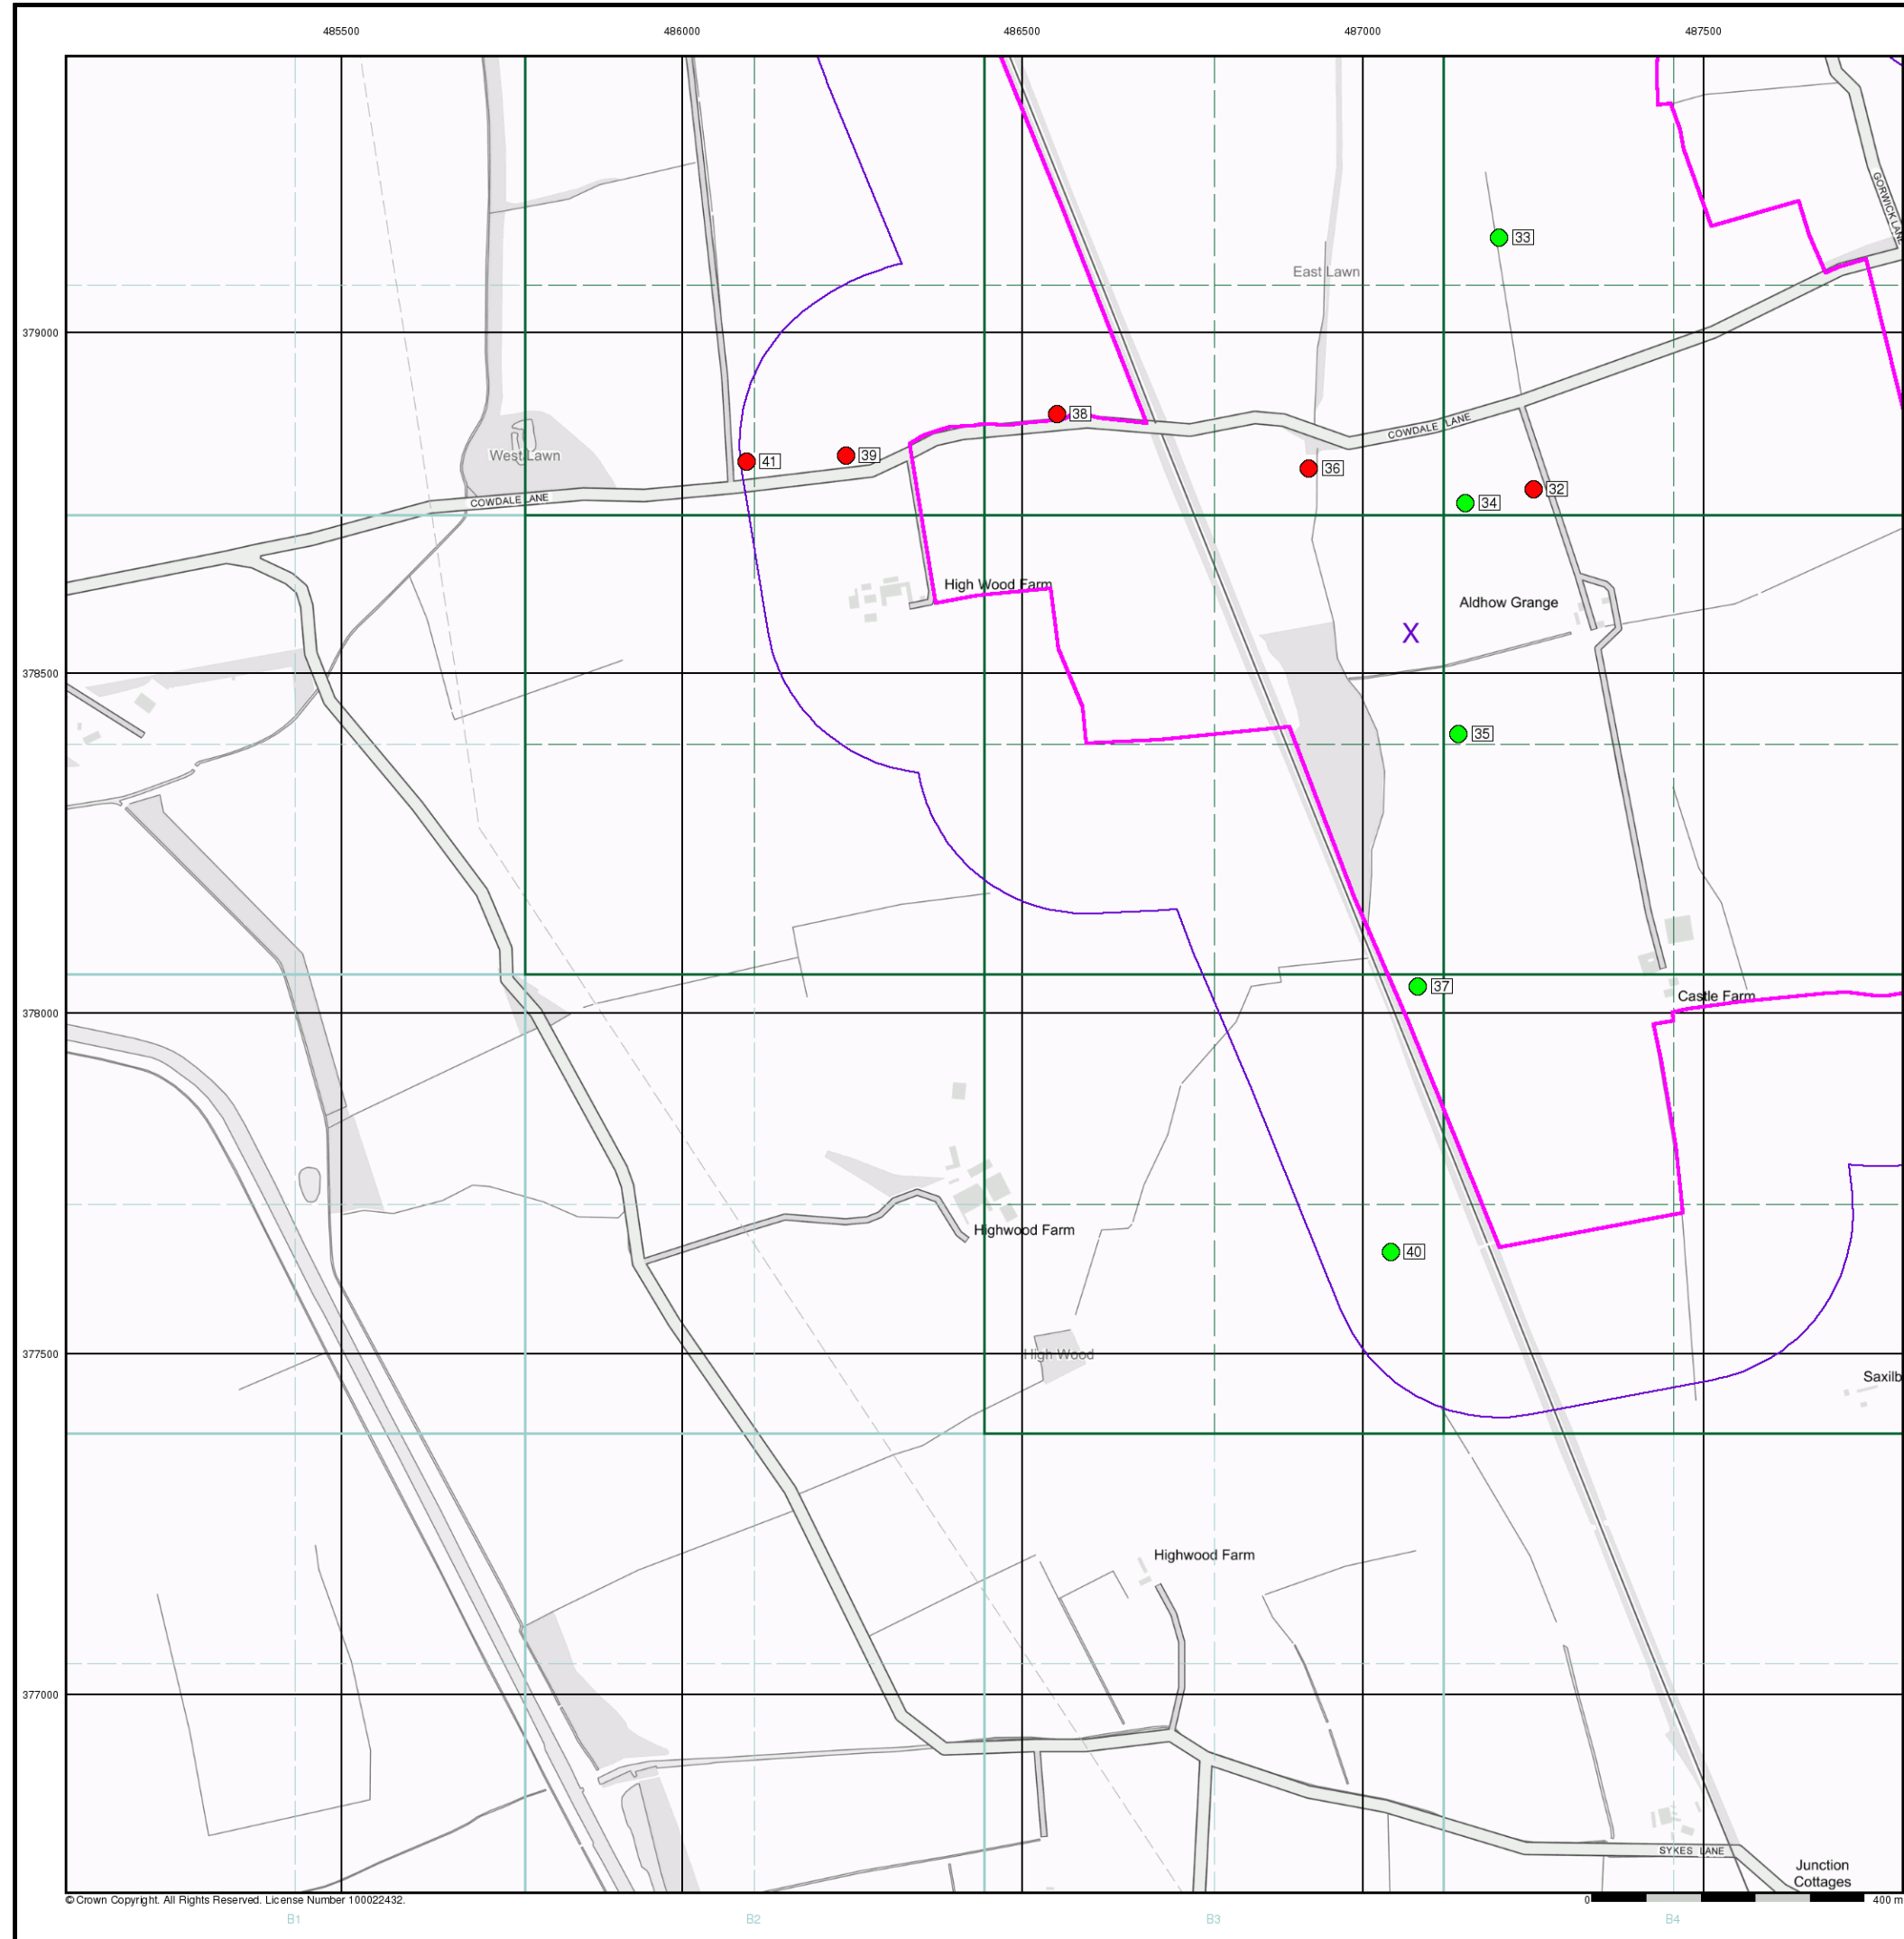 485500 486000 486500 487000 487500
GORWICK LANE
33
East Lawn
379000
38
COWDALE LANE
West Lawn
41
39
36
32
34
COWDALE LANE
High Wood Farm
Aldhow Grange
X
378500
35
37
Castle Farm
378000
Highwood Farm
40
377500
High Wood
Saxilb
Highwood Farm
377000
SYKES LANE
Junction
Cottages
© Crown Copyright. All Rights Reserved. License Number 100022432.
0 400 m
B1 B2 B3 B4